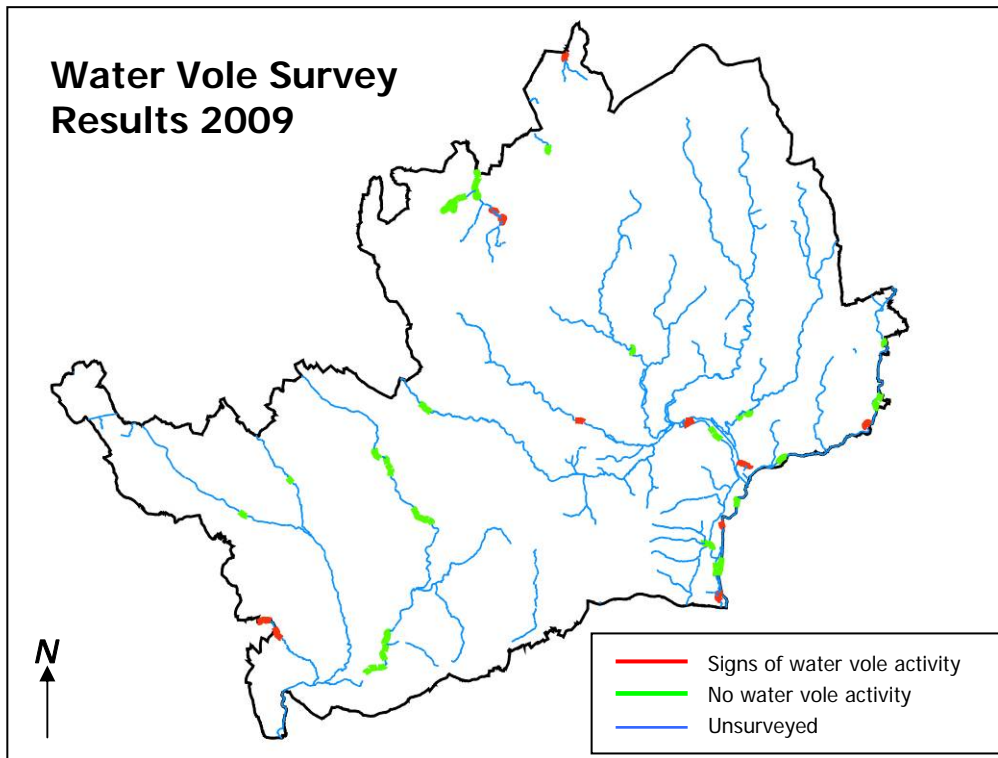 Water Vole Survey
Results 2009
N
Signs of water vole activity
No water vole activity
Unsurveyed